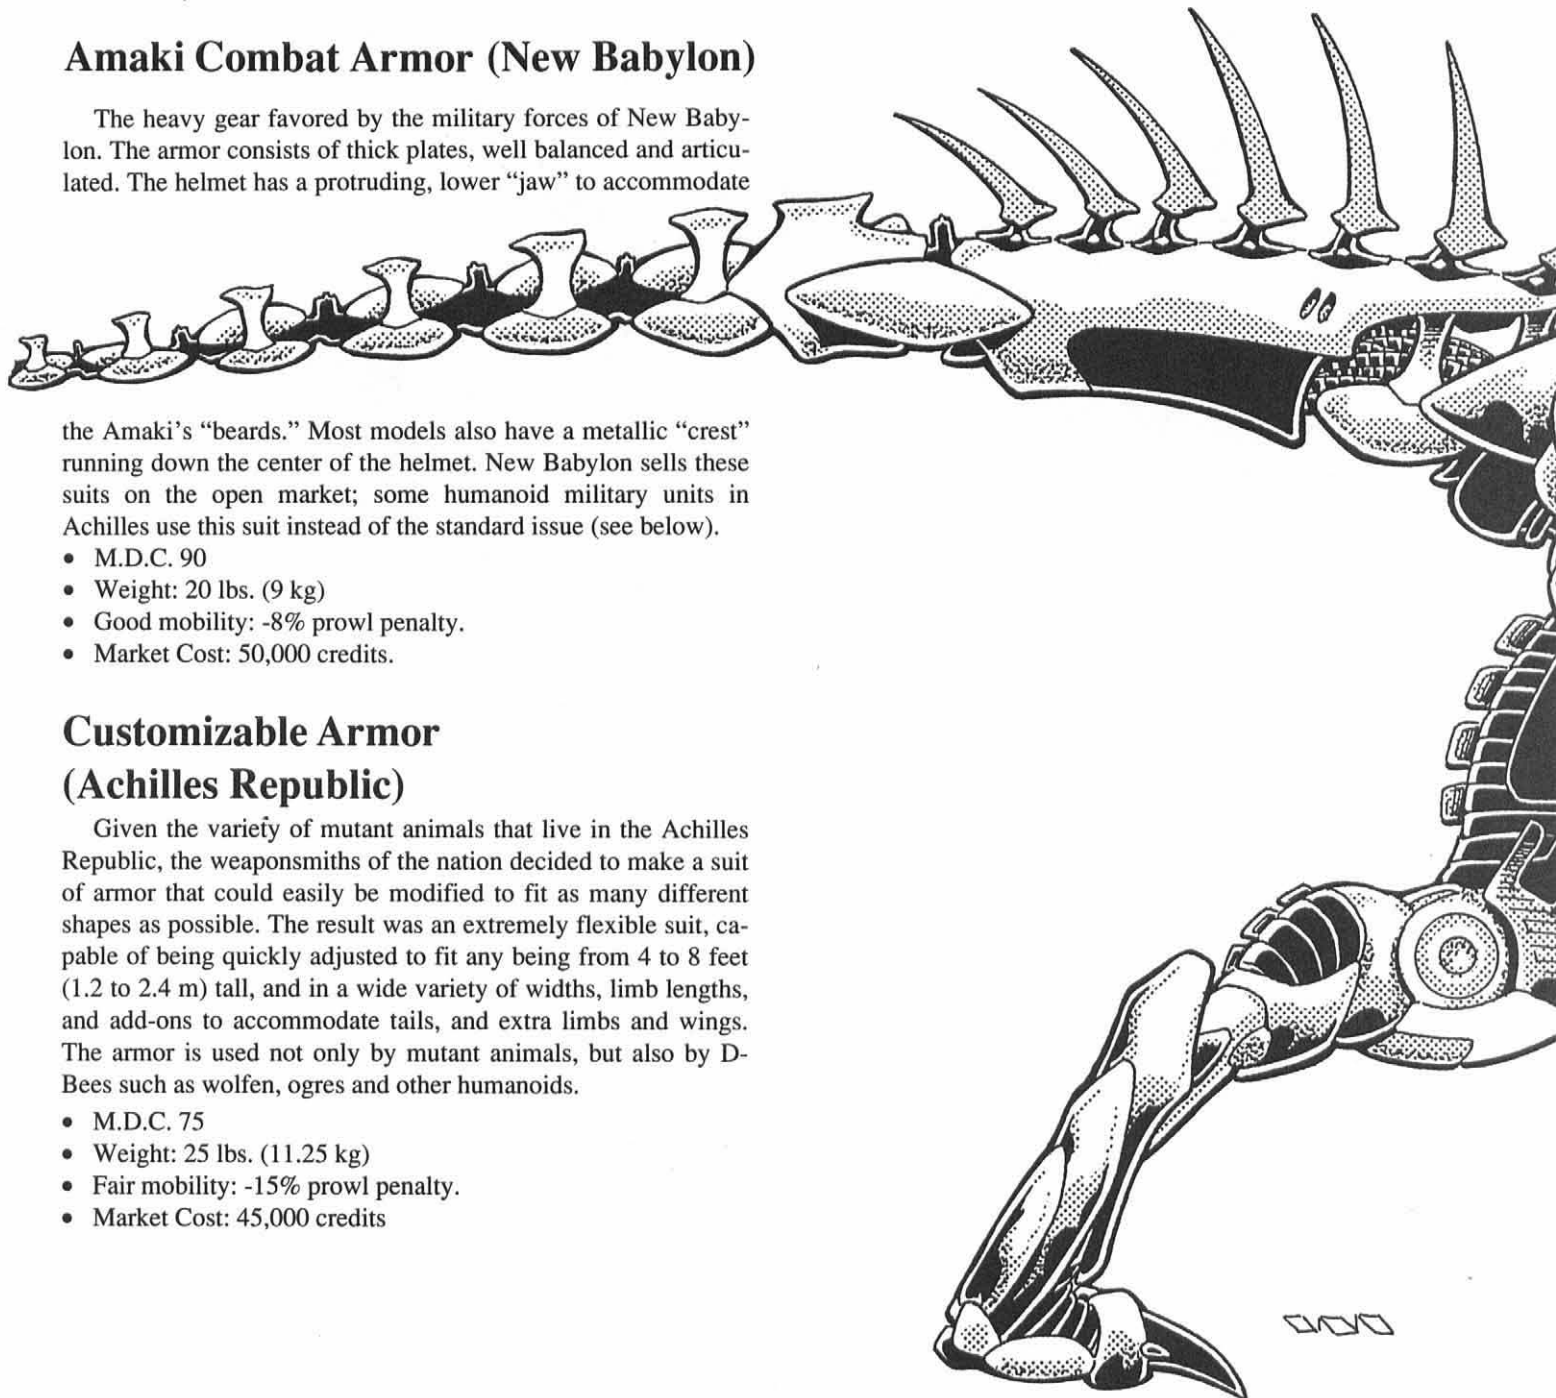 Amaki Combat Armor (New Babylon)
The heavy gear favored by the military forces of New Baby-
lon. The armor consists of thick plates, well balanced and articu-
lated. The helmet has a protruding, lower “jaw” to accommodate
the Amaki’s “beards.” Most models also have a metallic “crest”
running down the center of the helmet. New Babylon sells these
suits on the open market; some humanoid military units in
Achilles use this suit instead of the standard issue (see below).
• M.D.C. 90
• Weight: 20 lbs. (9 kg)
• Good mobility: -8% prowl penalty.
• Market Cost: 50,000 credits.
Customizable Armor
(Achilles Republic)
Given the variety of mutant animals that live in the Achilles
Republic, the weaponsmiths of the nation decided to make a suit
of armor that could easily be modified to fit as many different
shapes as possible. The result was an extremely flexible suit, ca-
pable of being quickly adjusted to fit any being from 4 to 8 feet
(1.2 to 2.4 m) tall, and in a wide variety of widths, limb lengths,
and add-ons to accommodate tails, and extra limbs and wings.
The armor is used not only by mutant animals, but also by D-
Bees such as wolfen, ogres and other humanoids.
• M.D.C. 75
• Weight: 25 lbs. (11.25 kg)
• Fair mobility: -15% prowl penalty.
• Market Cost: 45,000 credits